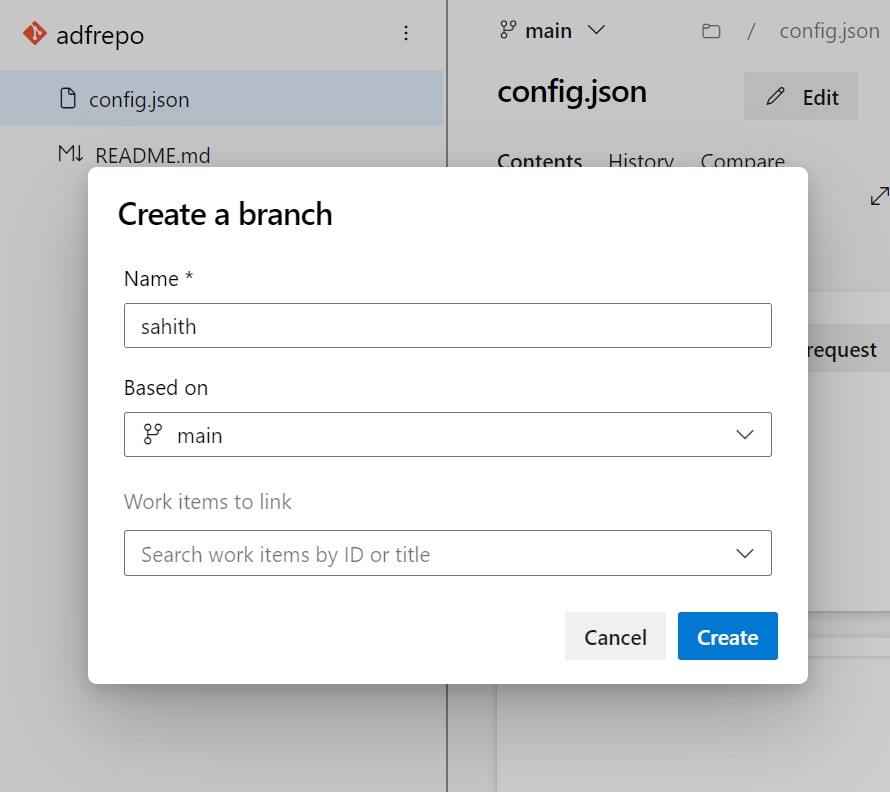 adfrepo
main
/ config.json
config.json
config.json
Edit
README.md
Contents History Compare
Create a branch
Name *
sahith
request
Based on
main
Work items to link
Search work items by ID or title
Cancel Create